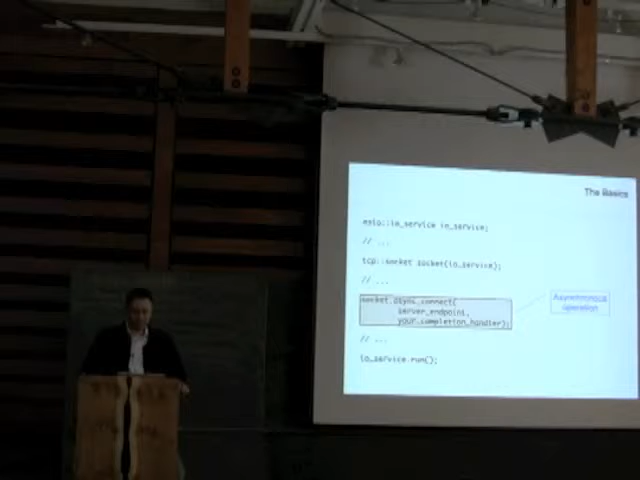 The Basics
asio::io_service io_service;
// ...
tcp::socket socket(io_service);
// ...
socket.async_connect(
server_endpoint,
your_completion_handler);
Asynchronous
operation
// ...
io_service.run();